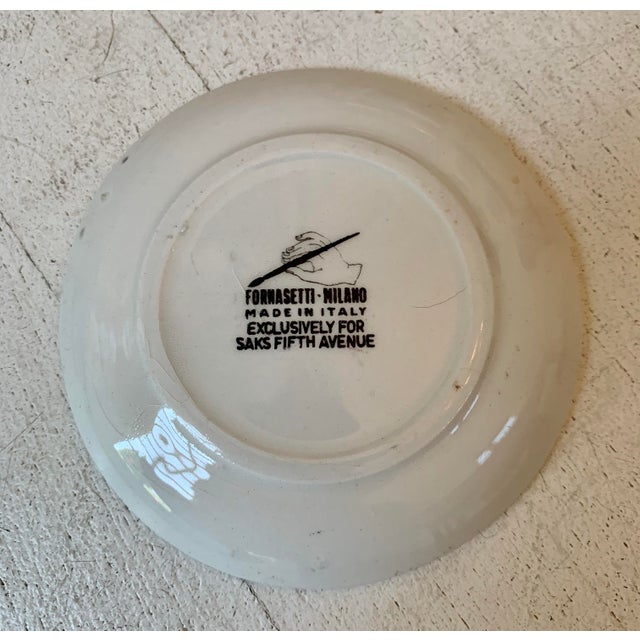 FORNASETTI · MILANO
MADE IN ITALY
EXCLUSIVELY FOR
SAKS FIFTH AVENUE